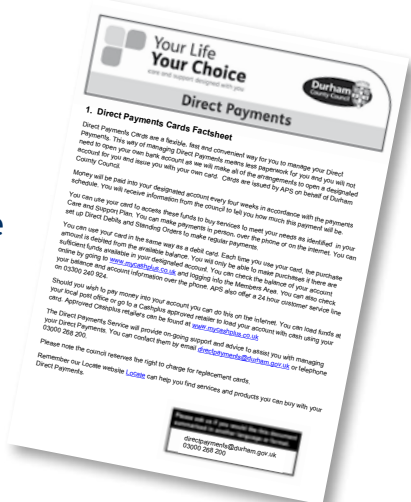 Your Life
Your Choice
care and support designed with you
Durham
County Council
Direct Payments
1. Direct Payments Cards Factsheet
Direct Payments Cards are a flexible, fast and convenient way for you to manage your Direct
Payments. This way of managing Direct Payments means less paperwork for you and you will not
need to open your own bank account as we will make all of the arrangements to open a designated
account for you and issue you with your own card. Cards are issued by APS on behalf of Durham
County Council.
Money will be paid into your designated account every four weeks in accordance with the payments
schedule. You will receive information from the council to tell you how much this payment will be.
You can use your card to access these funds to buy services to meet your needs as identified in your
Care and Support Plan. You can make payments in person, over the phone or on the internet. You can
set up Direct Debits and Standing Orders to make regular payments.
You can use your card in the same way as a debit card. Each time you use your card, the purchase
amount is debited from the available balance. You will only be able to make purchases if there are
sufficient funds available in your designated account. You can check the balance of your account
online by going to www.mycashplus.co.uk and logging into the Members Area. You can also check
your balance and account information over the phone. APS also offer a 24 hour customer service line
on 03300 240 924.
Should you wish to pay money into your account you can do this on the internet. You can load funds at
your local post office or go to a Cashplus approved retailer to load your account with cash using your
card. Approved Cashplus retailers can be found at www.mycashplus.co.uk
The Direct Payments Service will provide on-going support and advice to assist you with managing
your Direct Payments. You can contact them by email directpayments@durham.gov.uk or telephone
03000 268 200.
Please note the council reserves the right to charge for replacement cards.
Remember our Locate website Locate can help you find services and products you can buy with your
Direct Payments.
Please ask us if you would like this
directpayments@durham.gov.uk
03000 268 200